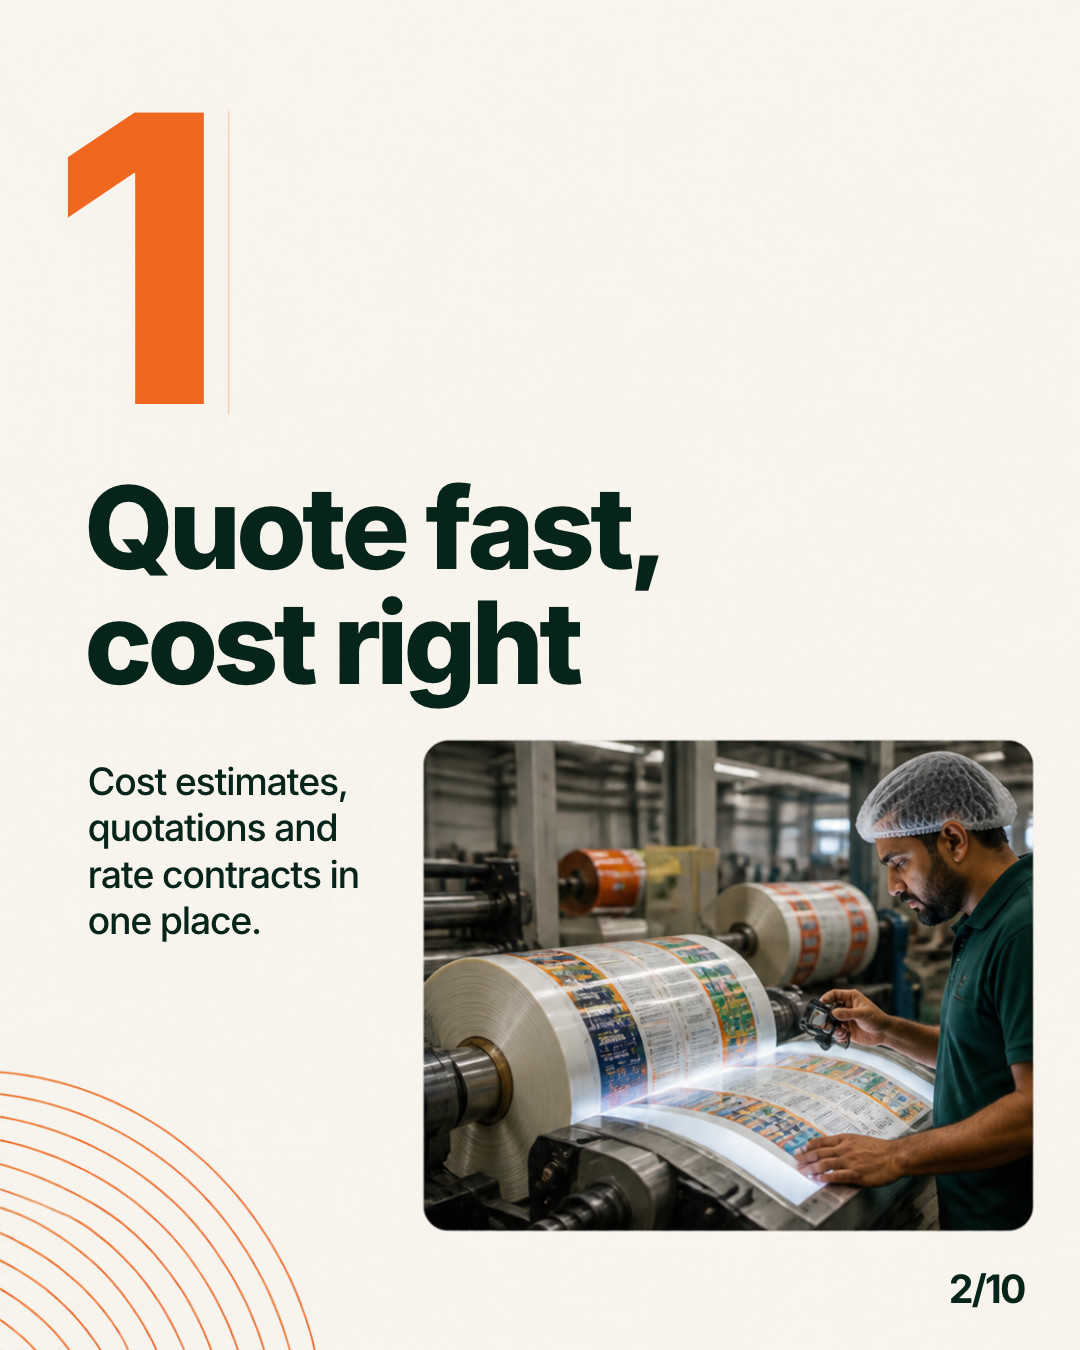 1
Quote fast,
cost right
Cost estimates,
quotations and
rate contracts in
one place.
2/10